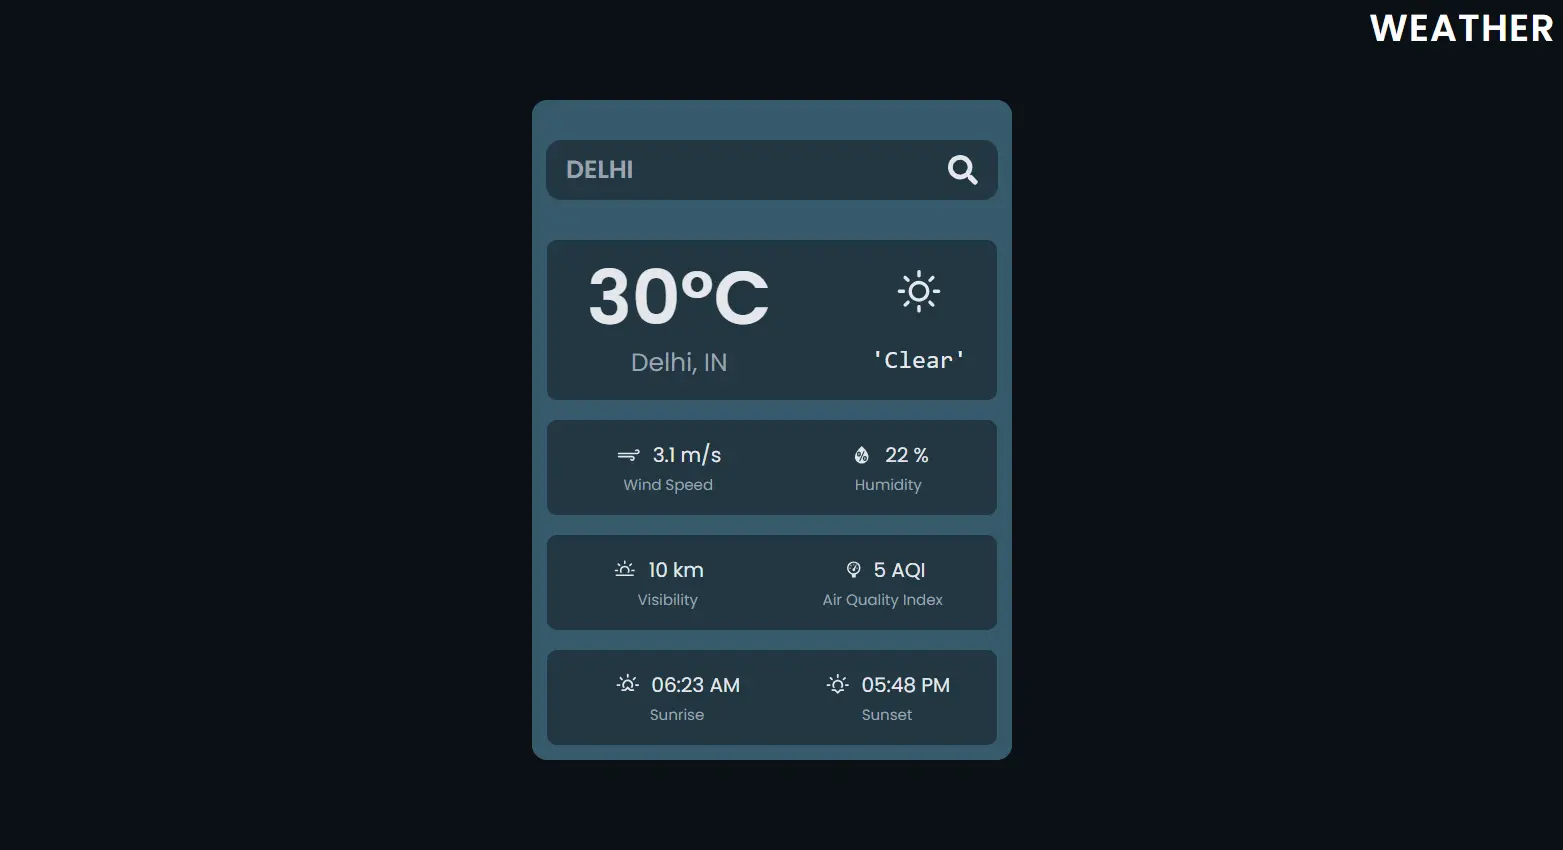 WEATHER
DELHI
30°C
Delhi, IN
'Clear'
3.1 m/s
Wind Speed
22 %
Humidity
10 km
Visibility
5 AQI
Air Quality Index
06:23 AM
Sunrise
05:48 PM
Sunset